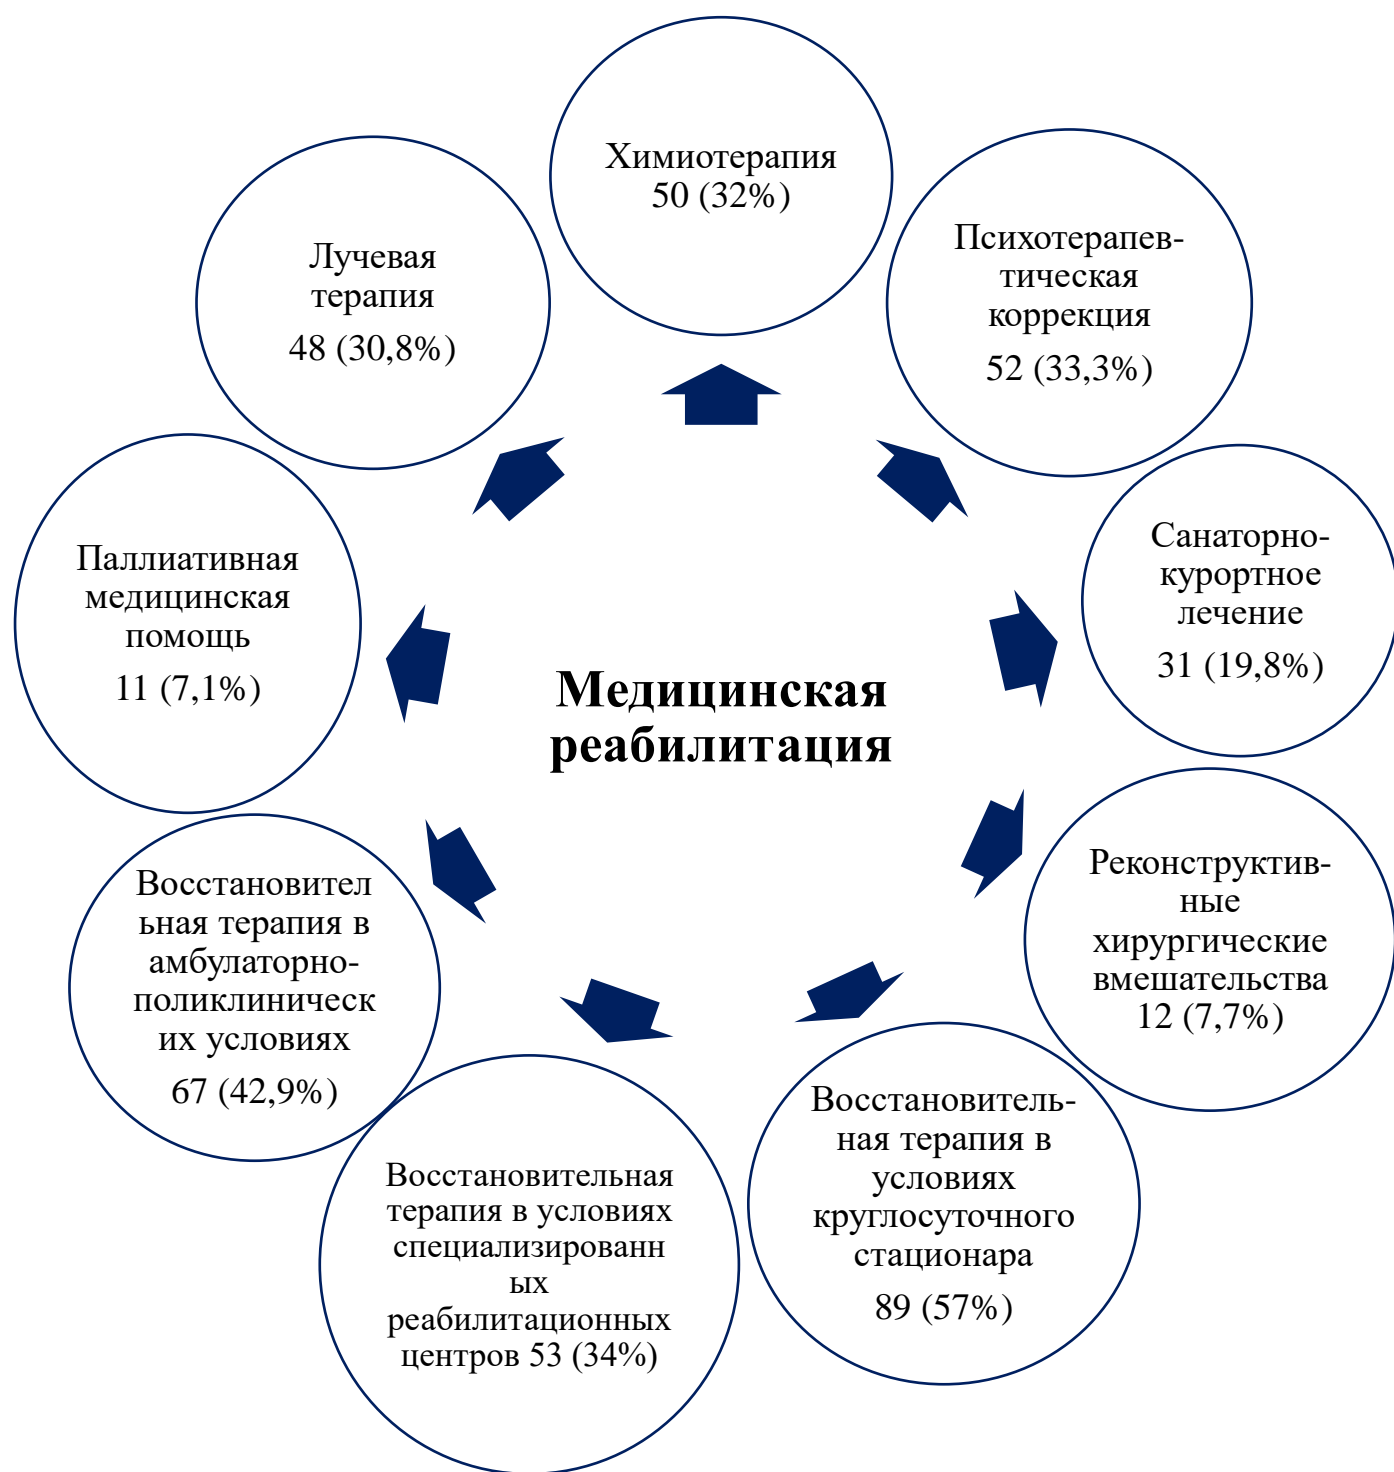 Химиотерапия
50 (32%)
Психотерапев-
тическая
коррекция
52 (33,3%)
Санаторно-
курортное
лечение
31 (19,8%)
Реконструктив-
ные
хирургические
вмешательства
12 (7,7%)
Восстановитель-
ная терапия в
условиях
круглосуточного
стационара
89 (57%)
Восстановительная
терапия в условиях
специализированн
ых
реабилитационных
центров 53 (34%)
Восстановител
ьная терапия в
амбулаторно-
поликлиническ
их условиях
67 (42,9%)
Паллиативная
медицинская
помощь
11 (7,1%)
Лучевая
терапия
48 (30,8%)
Медицинская
реабилитация